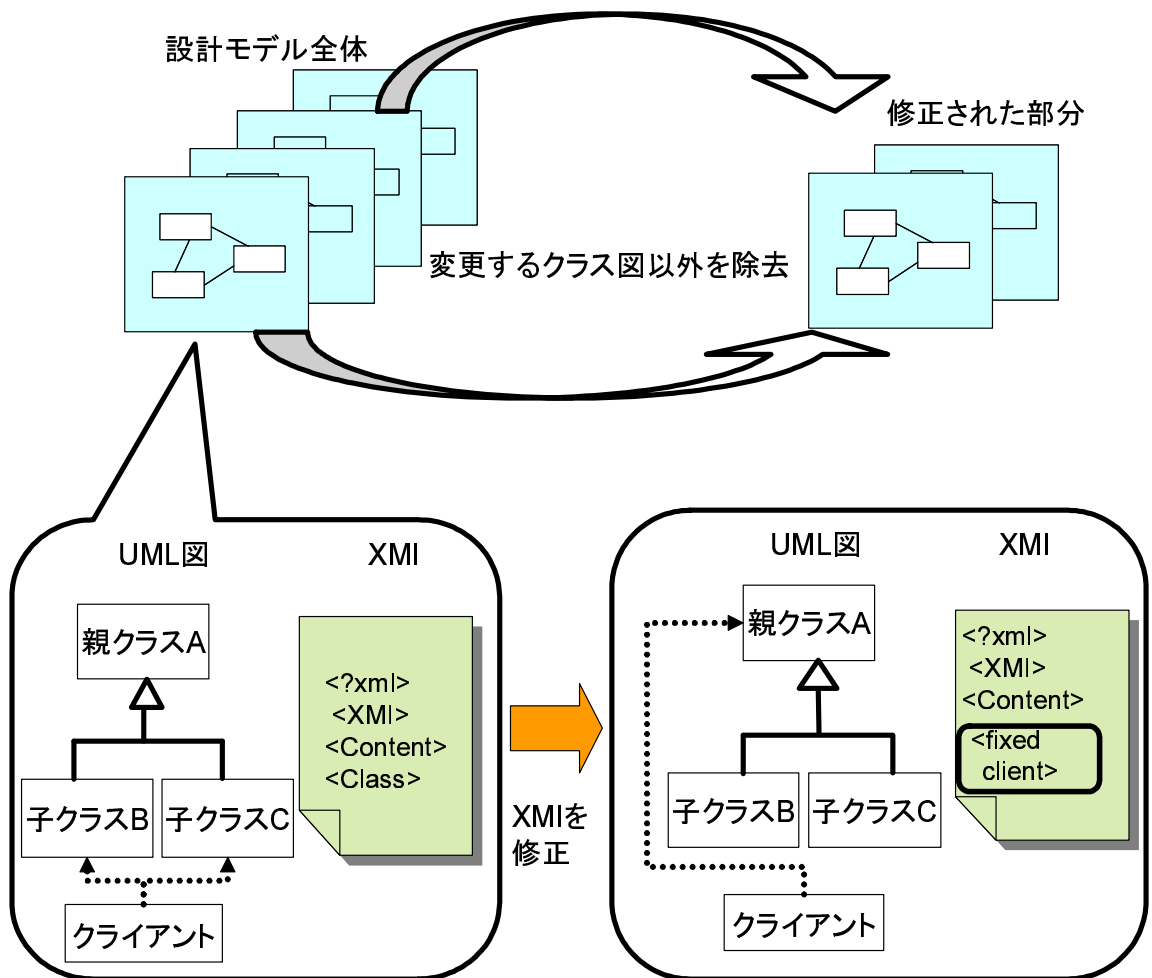 設計モデル全体
修正された部分
変更するクラス図以外を除去
UML図
XMI
親クラスA
子クラスB
子クラスC
クライアント
<?xml>
<XMI>
<Content>
<Class>
XMIを
修正
UML図
XMI
親クラスA
子クラスB
子クラスC
クライアント
<?xml>
<XMI>
<Content>
<fixed
client>